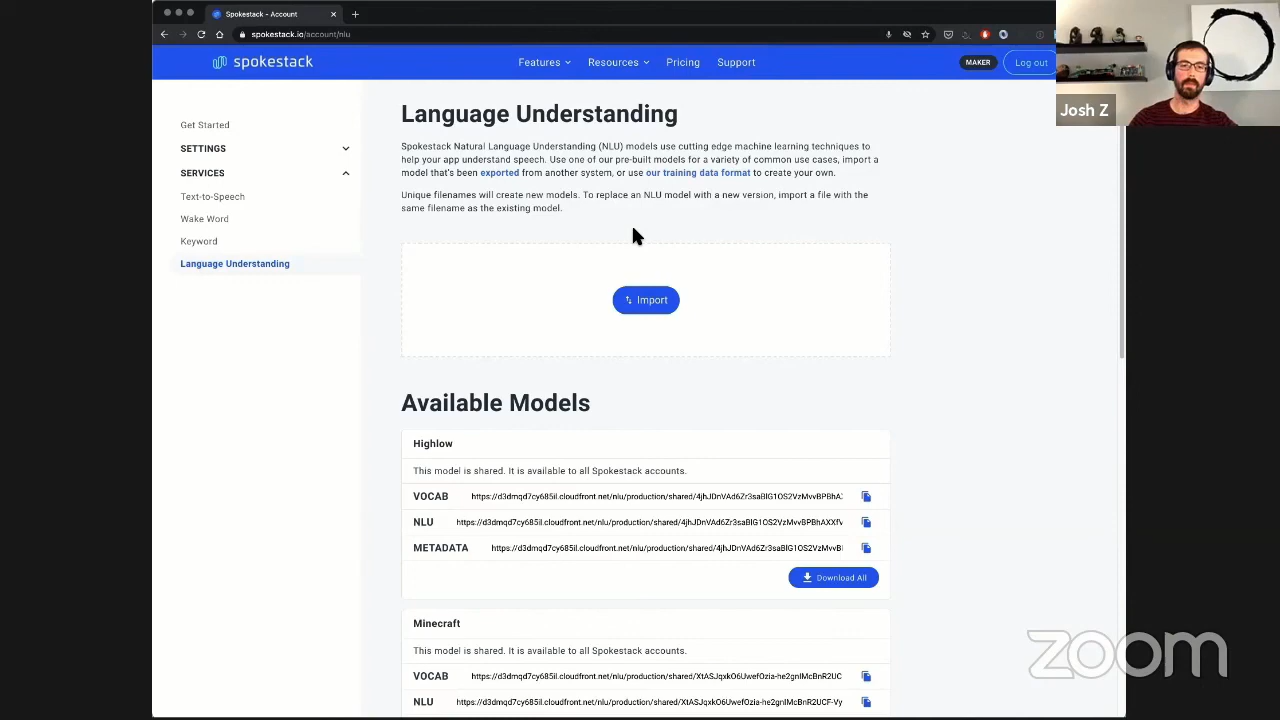 Spokestack - Account
spokestack.io/account/nlu
spokestack
Features
Resources
Pricing
Support
MAKER
Log out
Josh Z
Get Started
SETTINGS
SERVICES
Text-to-Speech
Wake Word
Keyword
Language Understanding
Language Understanding
Spokestack Natural Language Understanding (NLU) models use cutting edge machine learning techniques to
help your app understand speech. Use one of our pre-built models for a variety of common use cases, import a
model that's been exported from another system, or use our training data format to create your own.
Unique filenames will create new models. To replace an NLU model with a new version, import a file with the
same filename as the existing model.
Import
Available Models
Highlow
This model is shared. It is available to all Spokestack accounts.
VOCAB
NLU
METADATA
Download All
Minecraft
This model is shared. It is available to all Spokestack accounts.
VOCAB
NLU
zoom